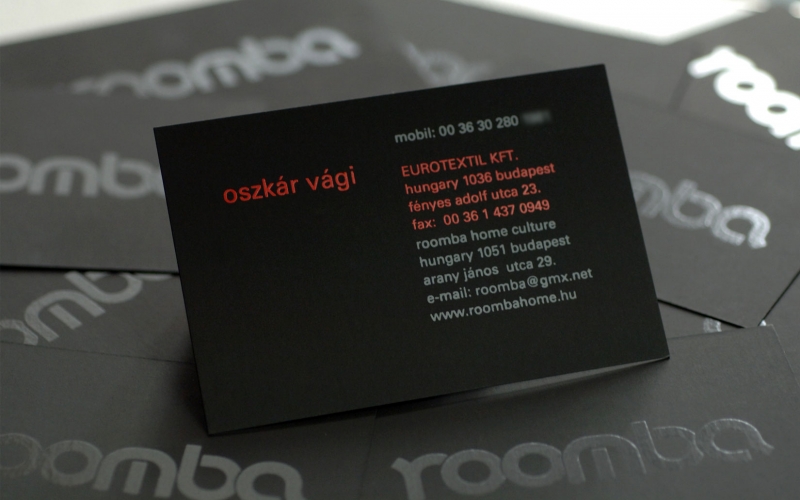 roomba
roomba
oszkár vági
mobil: 00 36 30 280
EUROTEXTIL KFT.
hungary 1036 budapest
fényes adolf utca 23.
fax: 00 36 1 437 0949
roomba home culture
hungary 1051 budapest
arany jános utca 29.
e-mail: roomba@gmx.net
www.roombahome.hu
roomba
roomba